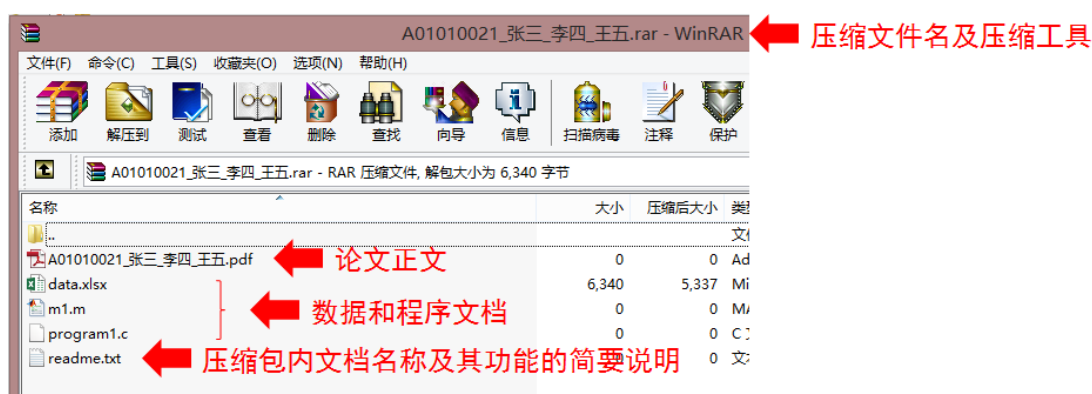 A01010021_张三_李四_王五.rar - WinRAR
压缩文件名及压缩工具
文件(F) 命令(C) 工具(S) 收藏夹(O) 选项(N) 帮助(H)
添加 解压到 测试 查看 删除 查找 向导 信息 扫描病毒 注释 保护
A01010021_张三_李四_王五.rar - RAR 压缩文件, 解包大小为 6,340 字节
名称 大小 压缩后大小
..
A01010021_张三_李四_王五.pdf 论文正文 0 0 Ad
data.xlsx 6,340 5,337 Mi
m1.m 数据和程序文档 0 0
program1.c 0 0 C
readme.txt 压缩包内文档名称及其功能的简要说明 0